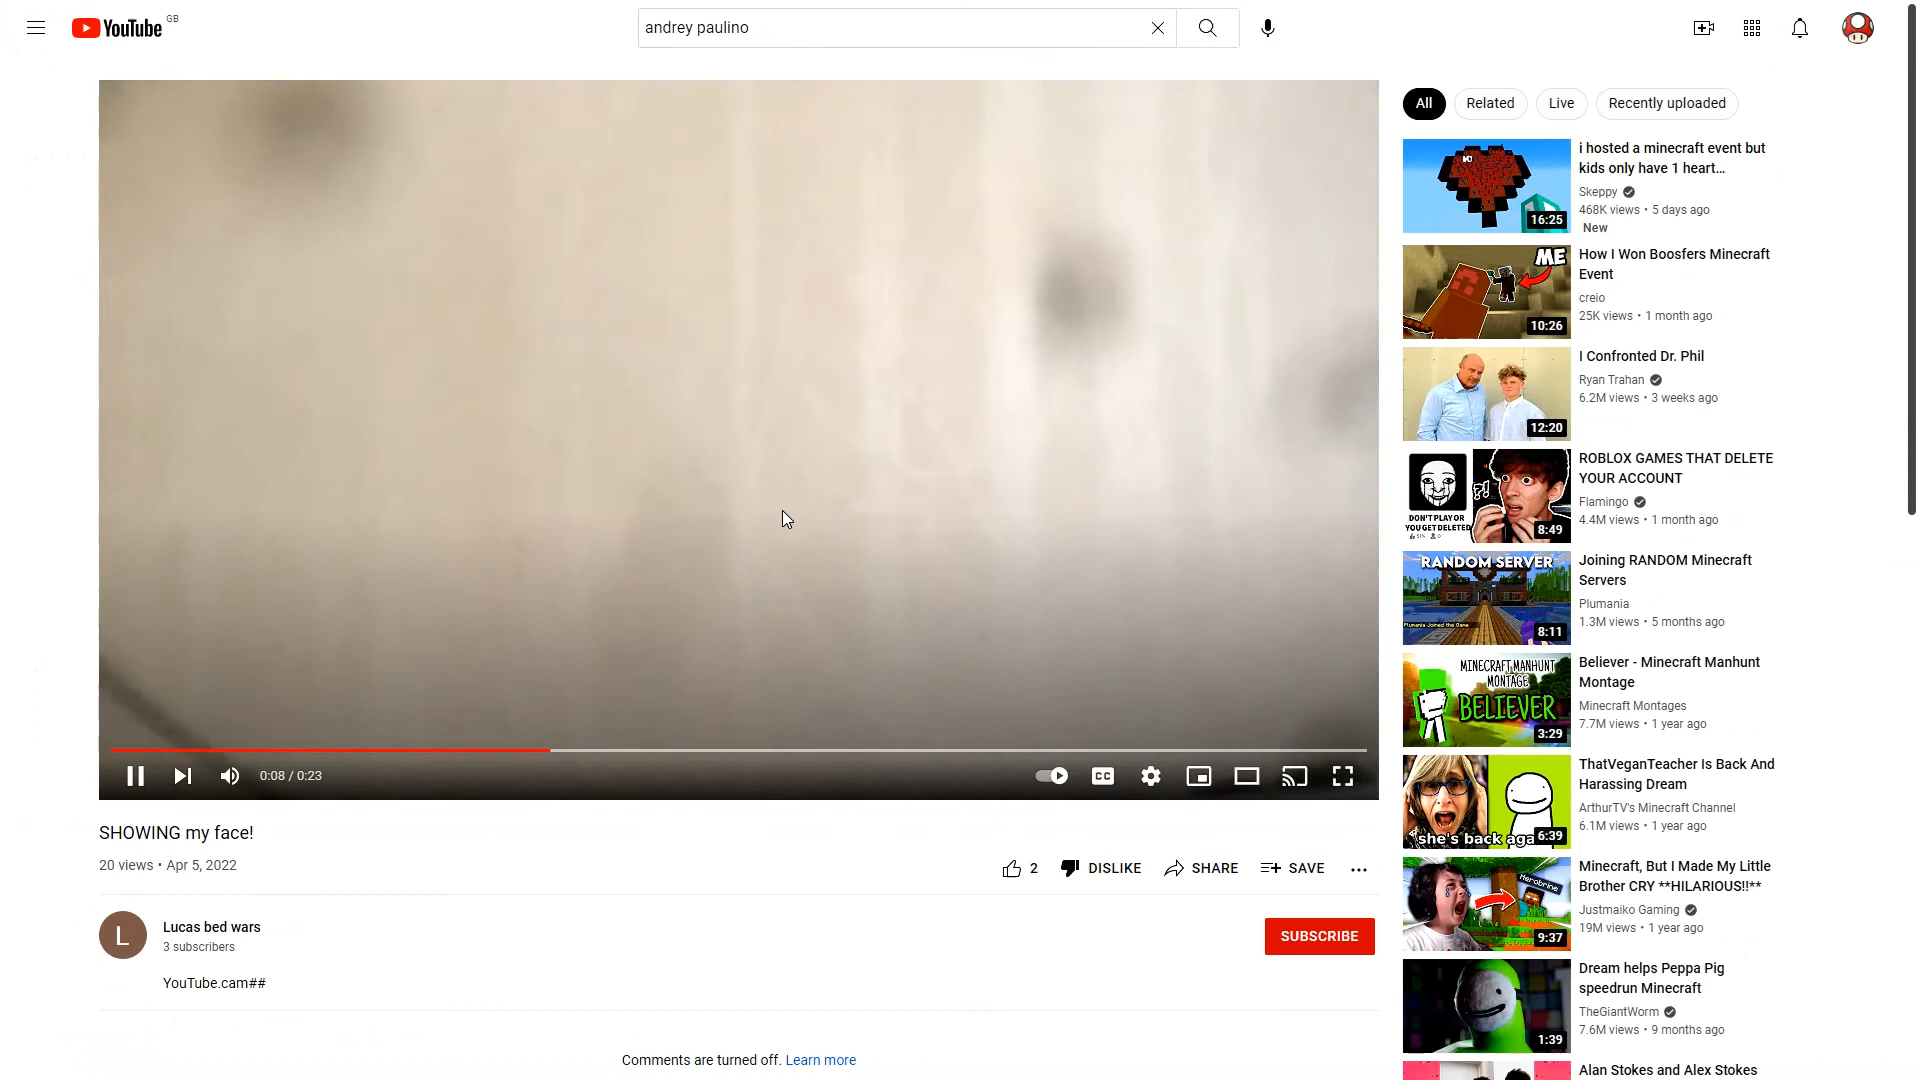 YouTube GB
andrey paulino
All
Related
Live
Recently uploaded
0:08 / 0:23
CC
SHOWING my face!
20 views • Apr 5, 2022
2
DISLIKE
SHARE
SAVE
L
Lucas bed wars
3 subscribers
SUBSCRIBE
YouTube.cam##
Comments are turned off. Learn more
16:25
i hosted a minecraft event but
kids only have 1 heart...
Skeppy
468K views • 5 days ago
New
ME
10:26
How I Won Boosfers Minecraft
Event
creio
25K views • 1 month ago
12:20
I Confronted Dr. Phil
Ryan Trahan
6.2M views • 3 weeks ago
?!
DON'T PLAY OR
YOU GET DELETED
8:49
ROBLOX GAMES THAT DELETE
YOUR ACCOUNT
Flamingo
4.4M views • 1 month ago
RANDOM SERVER
Plumania Joined the Game
8:11
Joining RANDOM Minecraft
Servers
Plumania
1.3M views • 5 months ago
MINECRAFT MANHUNT
MONTAGE
BELIEVER
3:29
Believer - Minecraft Manhunt
Montage
Minecraft Montages
7.7M views • 1 year ago
she's back aga
6:39
ThatVeganTeacher Is Back And
Harassing Dream
ArthurTV's Minecraft Channel
6.1M views • 1 year ago
Herobrine
9:37
Minecraft, But I Made My Little
Brother CRY **HILARIOUS!!**
Justmaiko Gaming
19M views • 1 year ago
1:39
Dream helps Peppa Pig
speedrun Minecraft
TheGiantWorm
7.6M views • 9 months ago
Alan Stokes and Alex Stokes